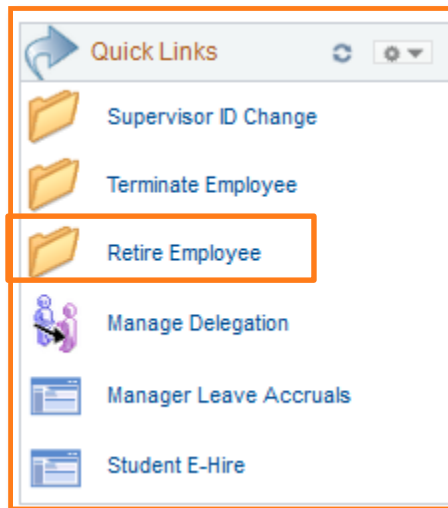 Quick Links
Supervisor ID Change
Terminate Employee
Retire Employee
Manage Delegation
Manager Leave Accruals
Student E-Hire